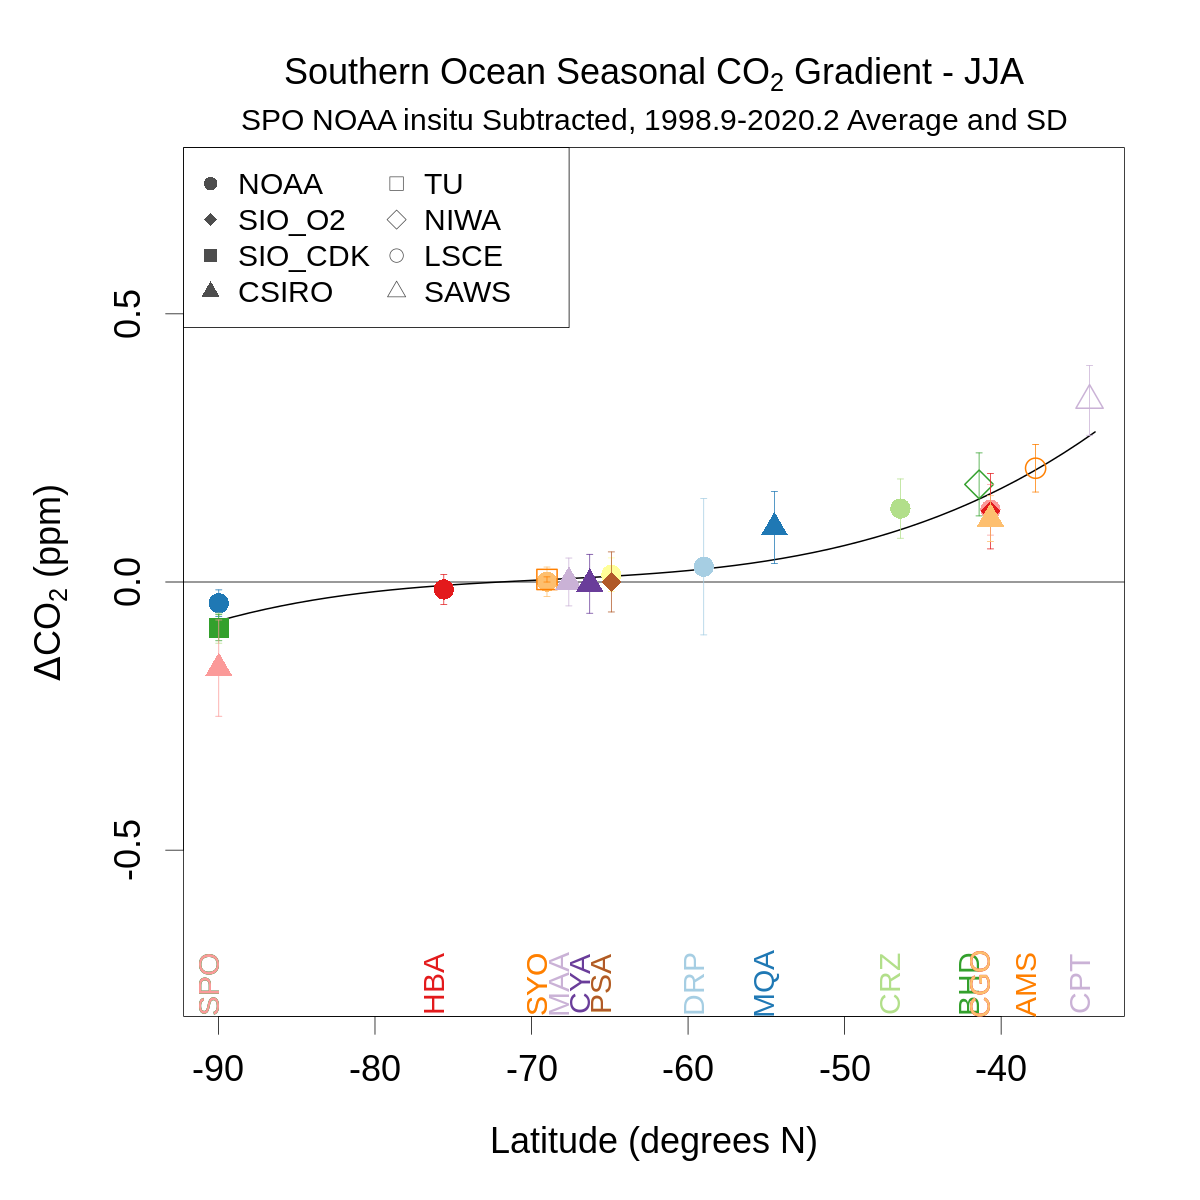 Southern Ocean Seasonal CO2 Gradient - JJA
SPO NOAA insitu Subtracted, 1998.9-2020.2 Average and SD
NOAA
SIO_O2
SIO_CDK
CSIRO
TU
NIWA
LSCE
SAWS
ΔCO2 (ppm)
0.5
0.0
-0.5
SPO
HBA
SYO
MAA
CYA
PSA
DRP
MQA
CRZ
BHD
CGO
AMS
CPT
-90
-80
-70
-60
-50
-40
Latitude (degrees N)